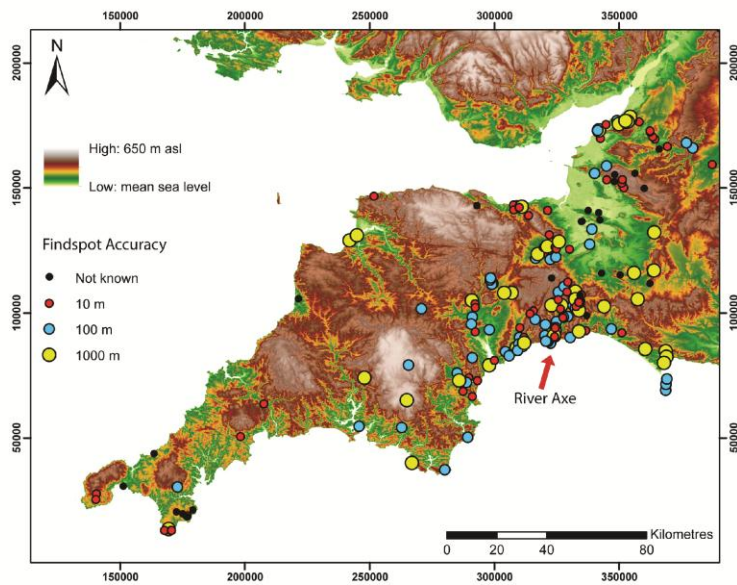 150000 200000 250000 300000 350000
N
200000 200000
High: 650 m asl
Low: mean sea level
150000 150000
Findspot Accuracy
Not known
10 m
100 m
1000 m
100000 100000
River Axe
50000 50000
Kilometres
0 20 40 60 80
150000 200000 250000 300000 350000